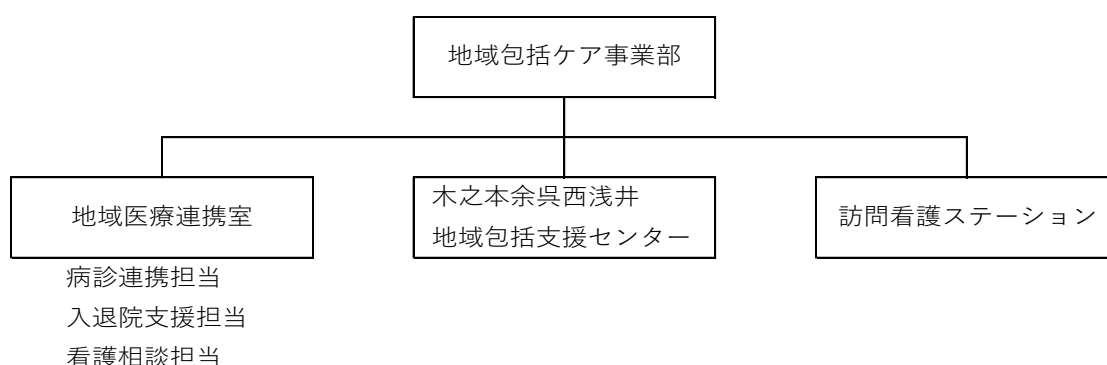 地域包括ケア事業部
地域医療連携室
木之本余呉西浅井
地域包括支援センター
訪問看護ステーション
病診連携担当
入退院支援担当
看護相談担当